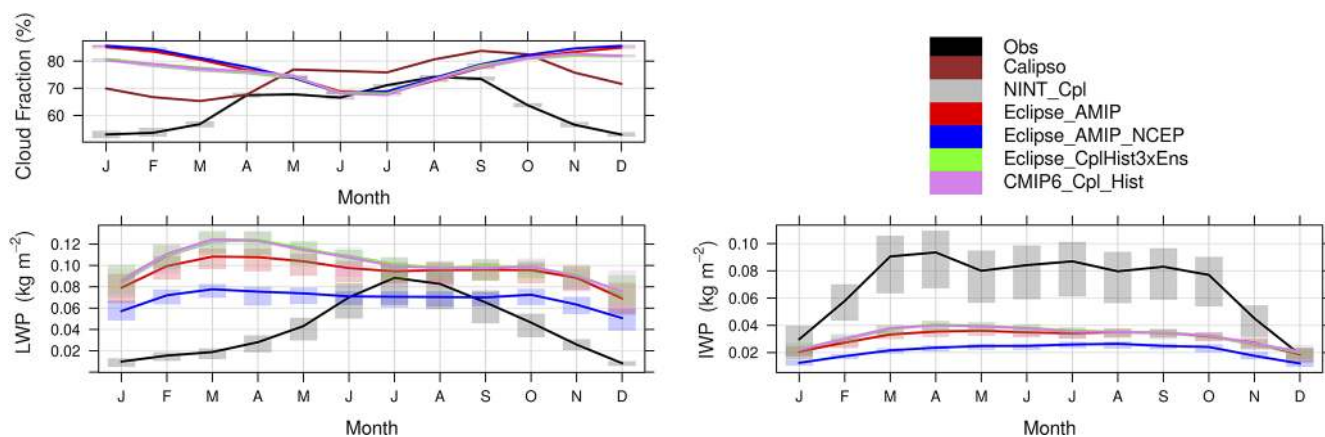 Cloud Fraction (%)
80
70
60
J F M A M J J A S O N D
Month
Obs
Calipso
NINT_Cpl
Eclipse_AMIP
Eclipse_AMIP_NCEP
Eclipse_CplHist3xEns
CMIP6_Cpl_Hist
LWP (kg m⁻²)
0.12
0.10
0.08
0.06
0.04
0.02
J F M A M J J A S O N D
Month
IWP (kg m⁻²)
0.10
0.08
0.06
0.04
0.02
J F M A M J J A S O N D
Month